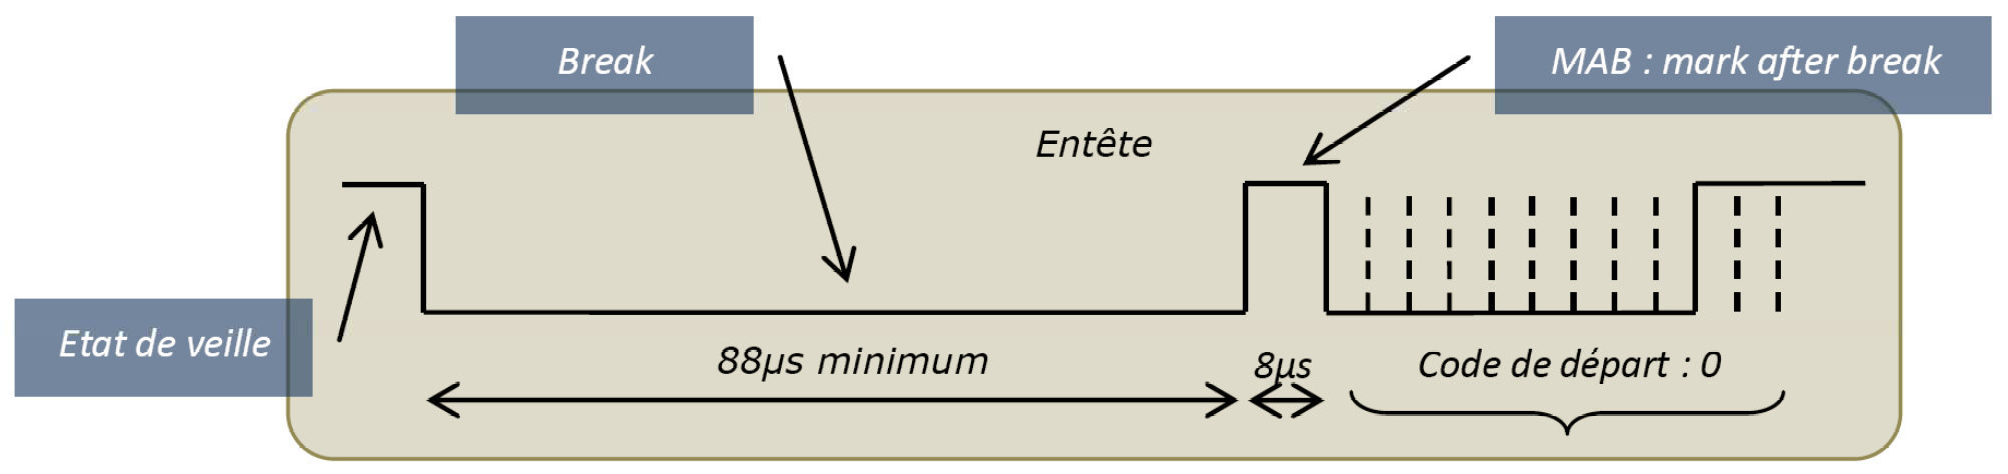 Break
MAB : mark after break
Entête
Etat de veille
88µs minimum
8µs
Code de départ : 0